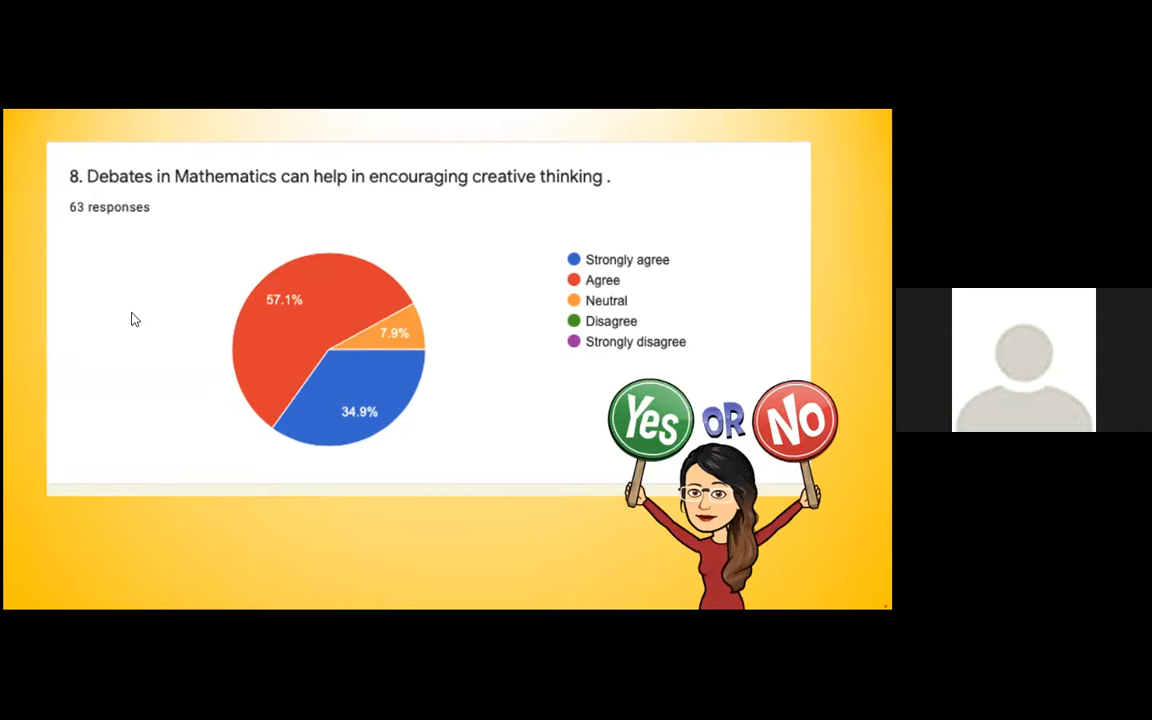 8. Debates in Mathematics can help in encouraging creative thinking .
63 responses
57.1%
7.9%
34.9%
Strongly agree
Agree
Neutral
Disagree
Strongly disagree
Yes OR No